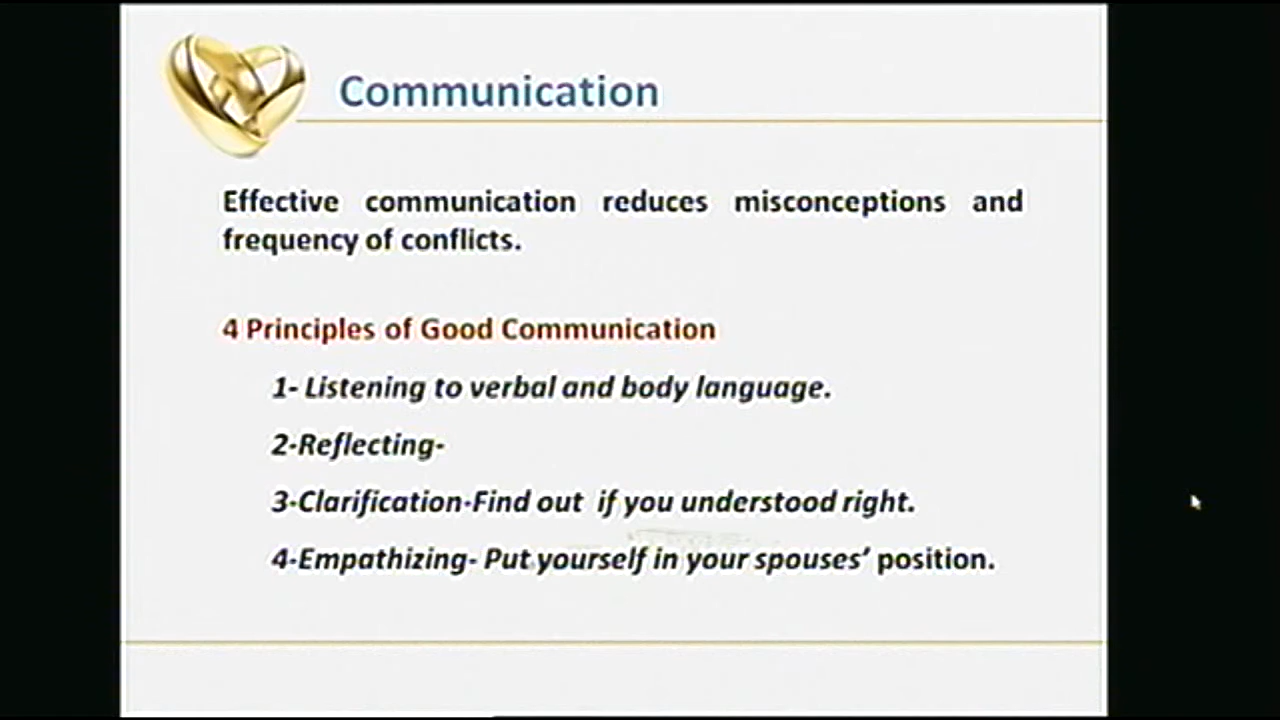 Communication
Effective communication reduces misconceptions and
frequency of conflicts.
4 Principles of Good Communication
1- Listening to verbal and body language.
2-Reflecting-
3-Clarification-Find out if you understood right.
4-Empathizing- Put yourself in your spouses’ position.